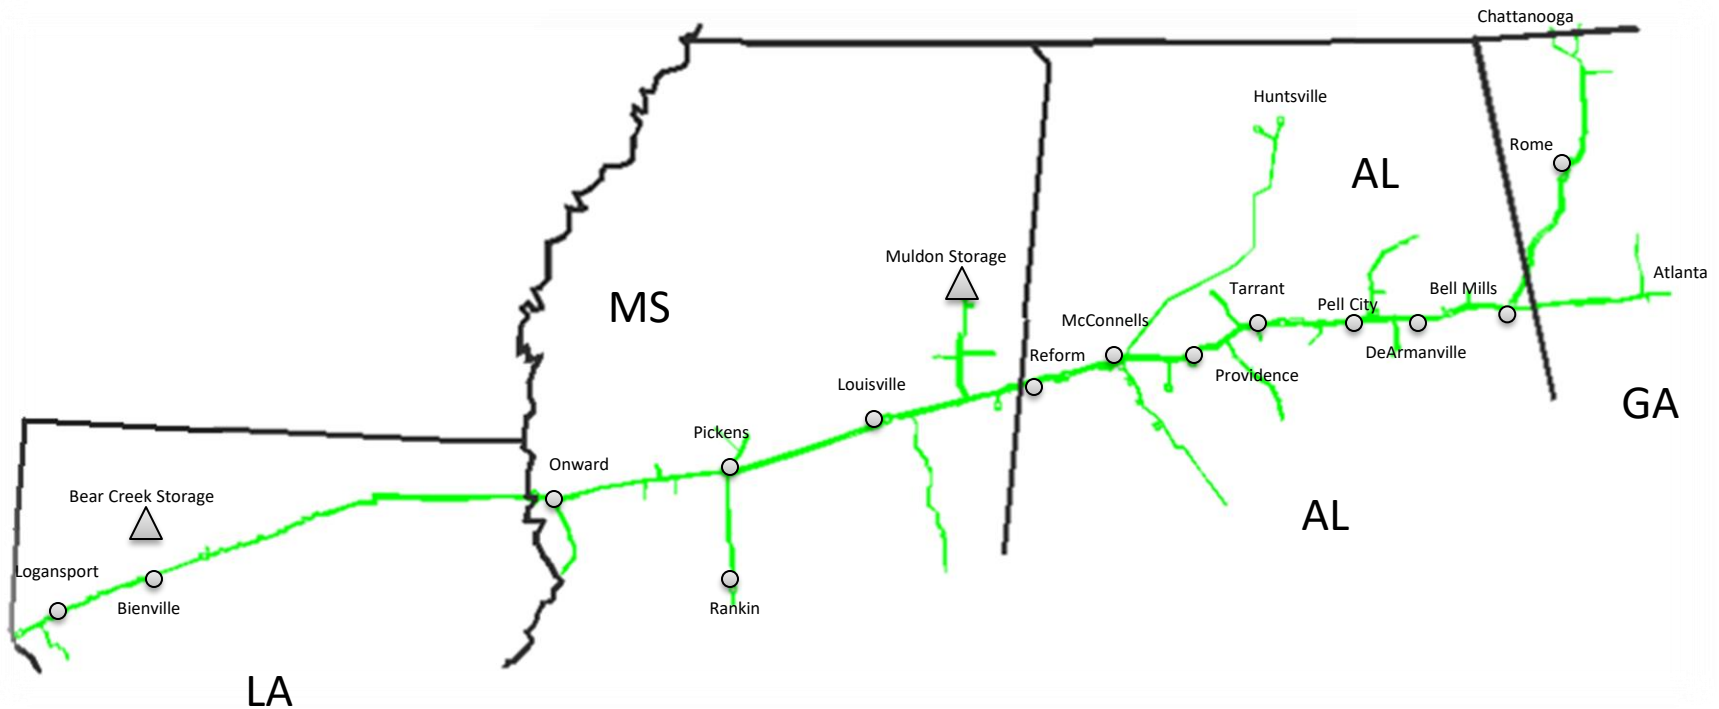 Chattanooga
Huntsville
Rome
AL
Muldon Storage
Atlanta
MS
Tarrant
Bell Mills
Pell City
McConnells
Reform
DeArmanville
Providence
Louisville
GA
Pickens
Onward
Bear Creek Storage
AL
Logansport
Bienville
Rankin
LA